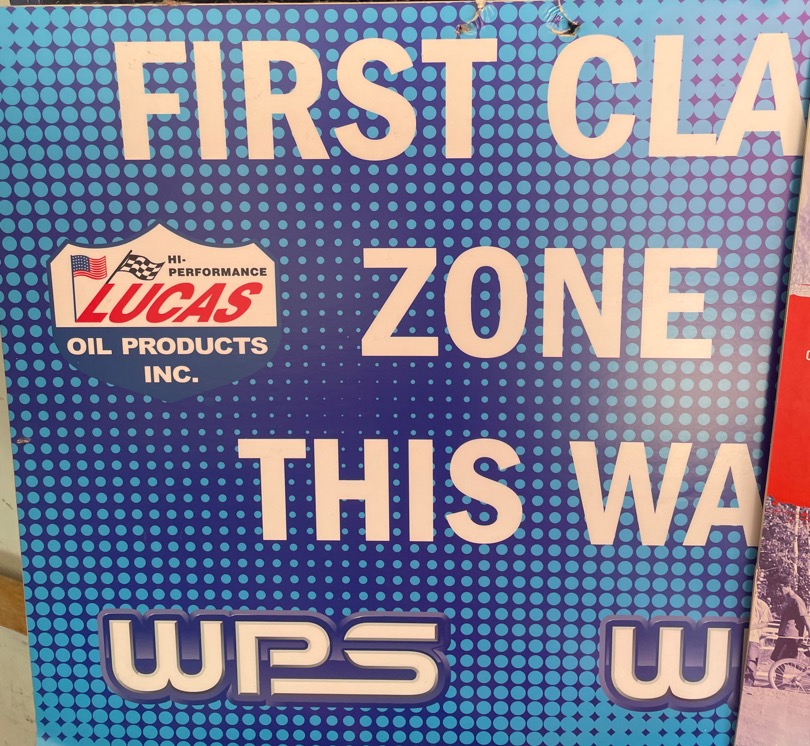 FIRST CLA
HI-
PERFORMANCE
LUCAS
OIL PRODUCTS
INC.
ZONE
THIS WA
WPS
W